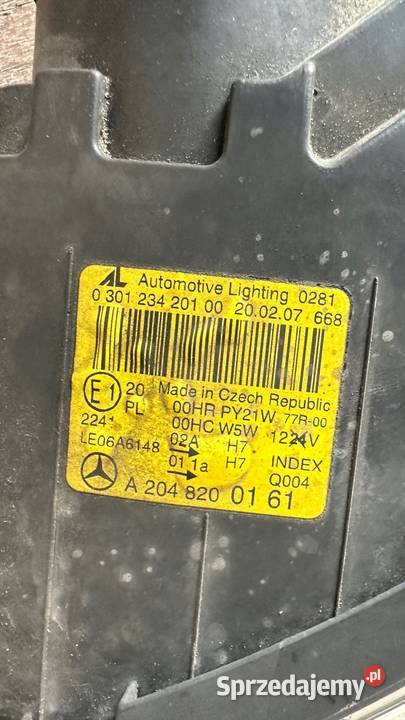 AL Automotive Lighting 0281
0 301 234 201 00 20.02.07 668
Made in Czech Republic
E1 20 00HR PY21W 77R-00
PL 00HC W5W 1224V
2241 02A H7
LE06A6148 01 1a H7 INDEX
Q004
A 204 820 01 61
Sprzedajemy.pl